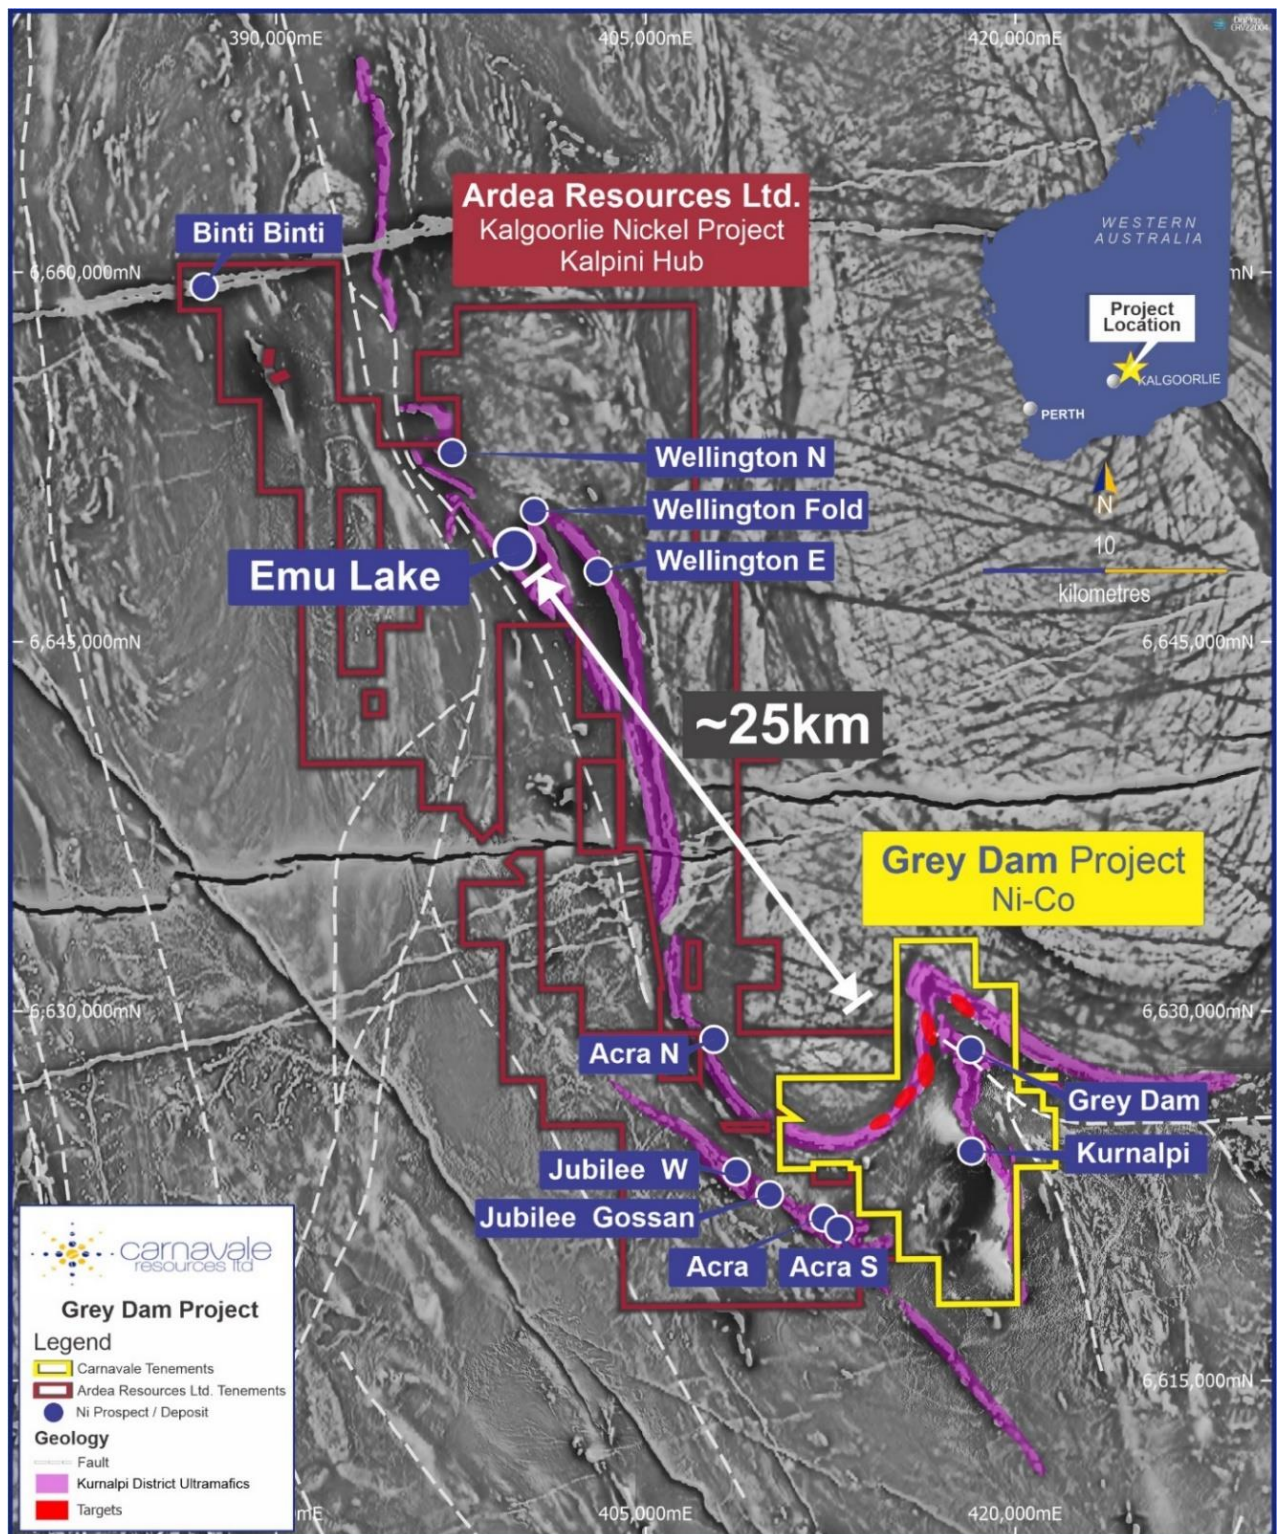 390,000mE
405,000mE
420,000mE
Ardea Resources Ltd.
Kalgoorlie Nickel Project
Kalpini Hub
Binti Binti
6,660,000mN
mN
WESTERN
AUSTRALIA
Project
Location
KALGOORLIE
PERTH
N
10
kilometres
Wellington N
Wellington Fold
Wellington E
Emu Lake
6,645,000mN
6,645,000mN
~25km
Grey Dam Project
Ni-Co
6,630,000mN
6,630,000mN
Acra N
Grey Dam
Kurnalpi
Jubilee W
Jubilee Gossan
Acra
Acra S
6,615,000mN
carnavale
resources ltd
Grey Dam Project
Legend
Carnavale Tenements
Ardea Resources Ltd. Tenements
Ni Prospect / Deposit
Geology
Fault
Kurnalpi District Ultramafics
Targets
mE
405,000mE
420,000mE